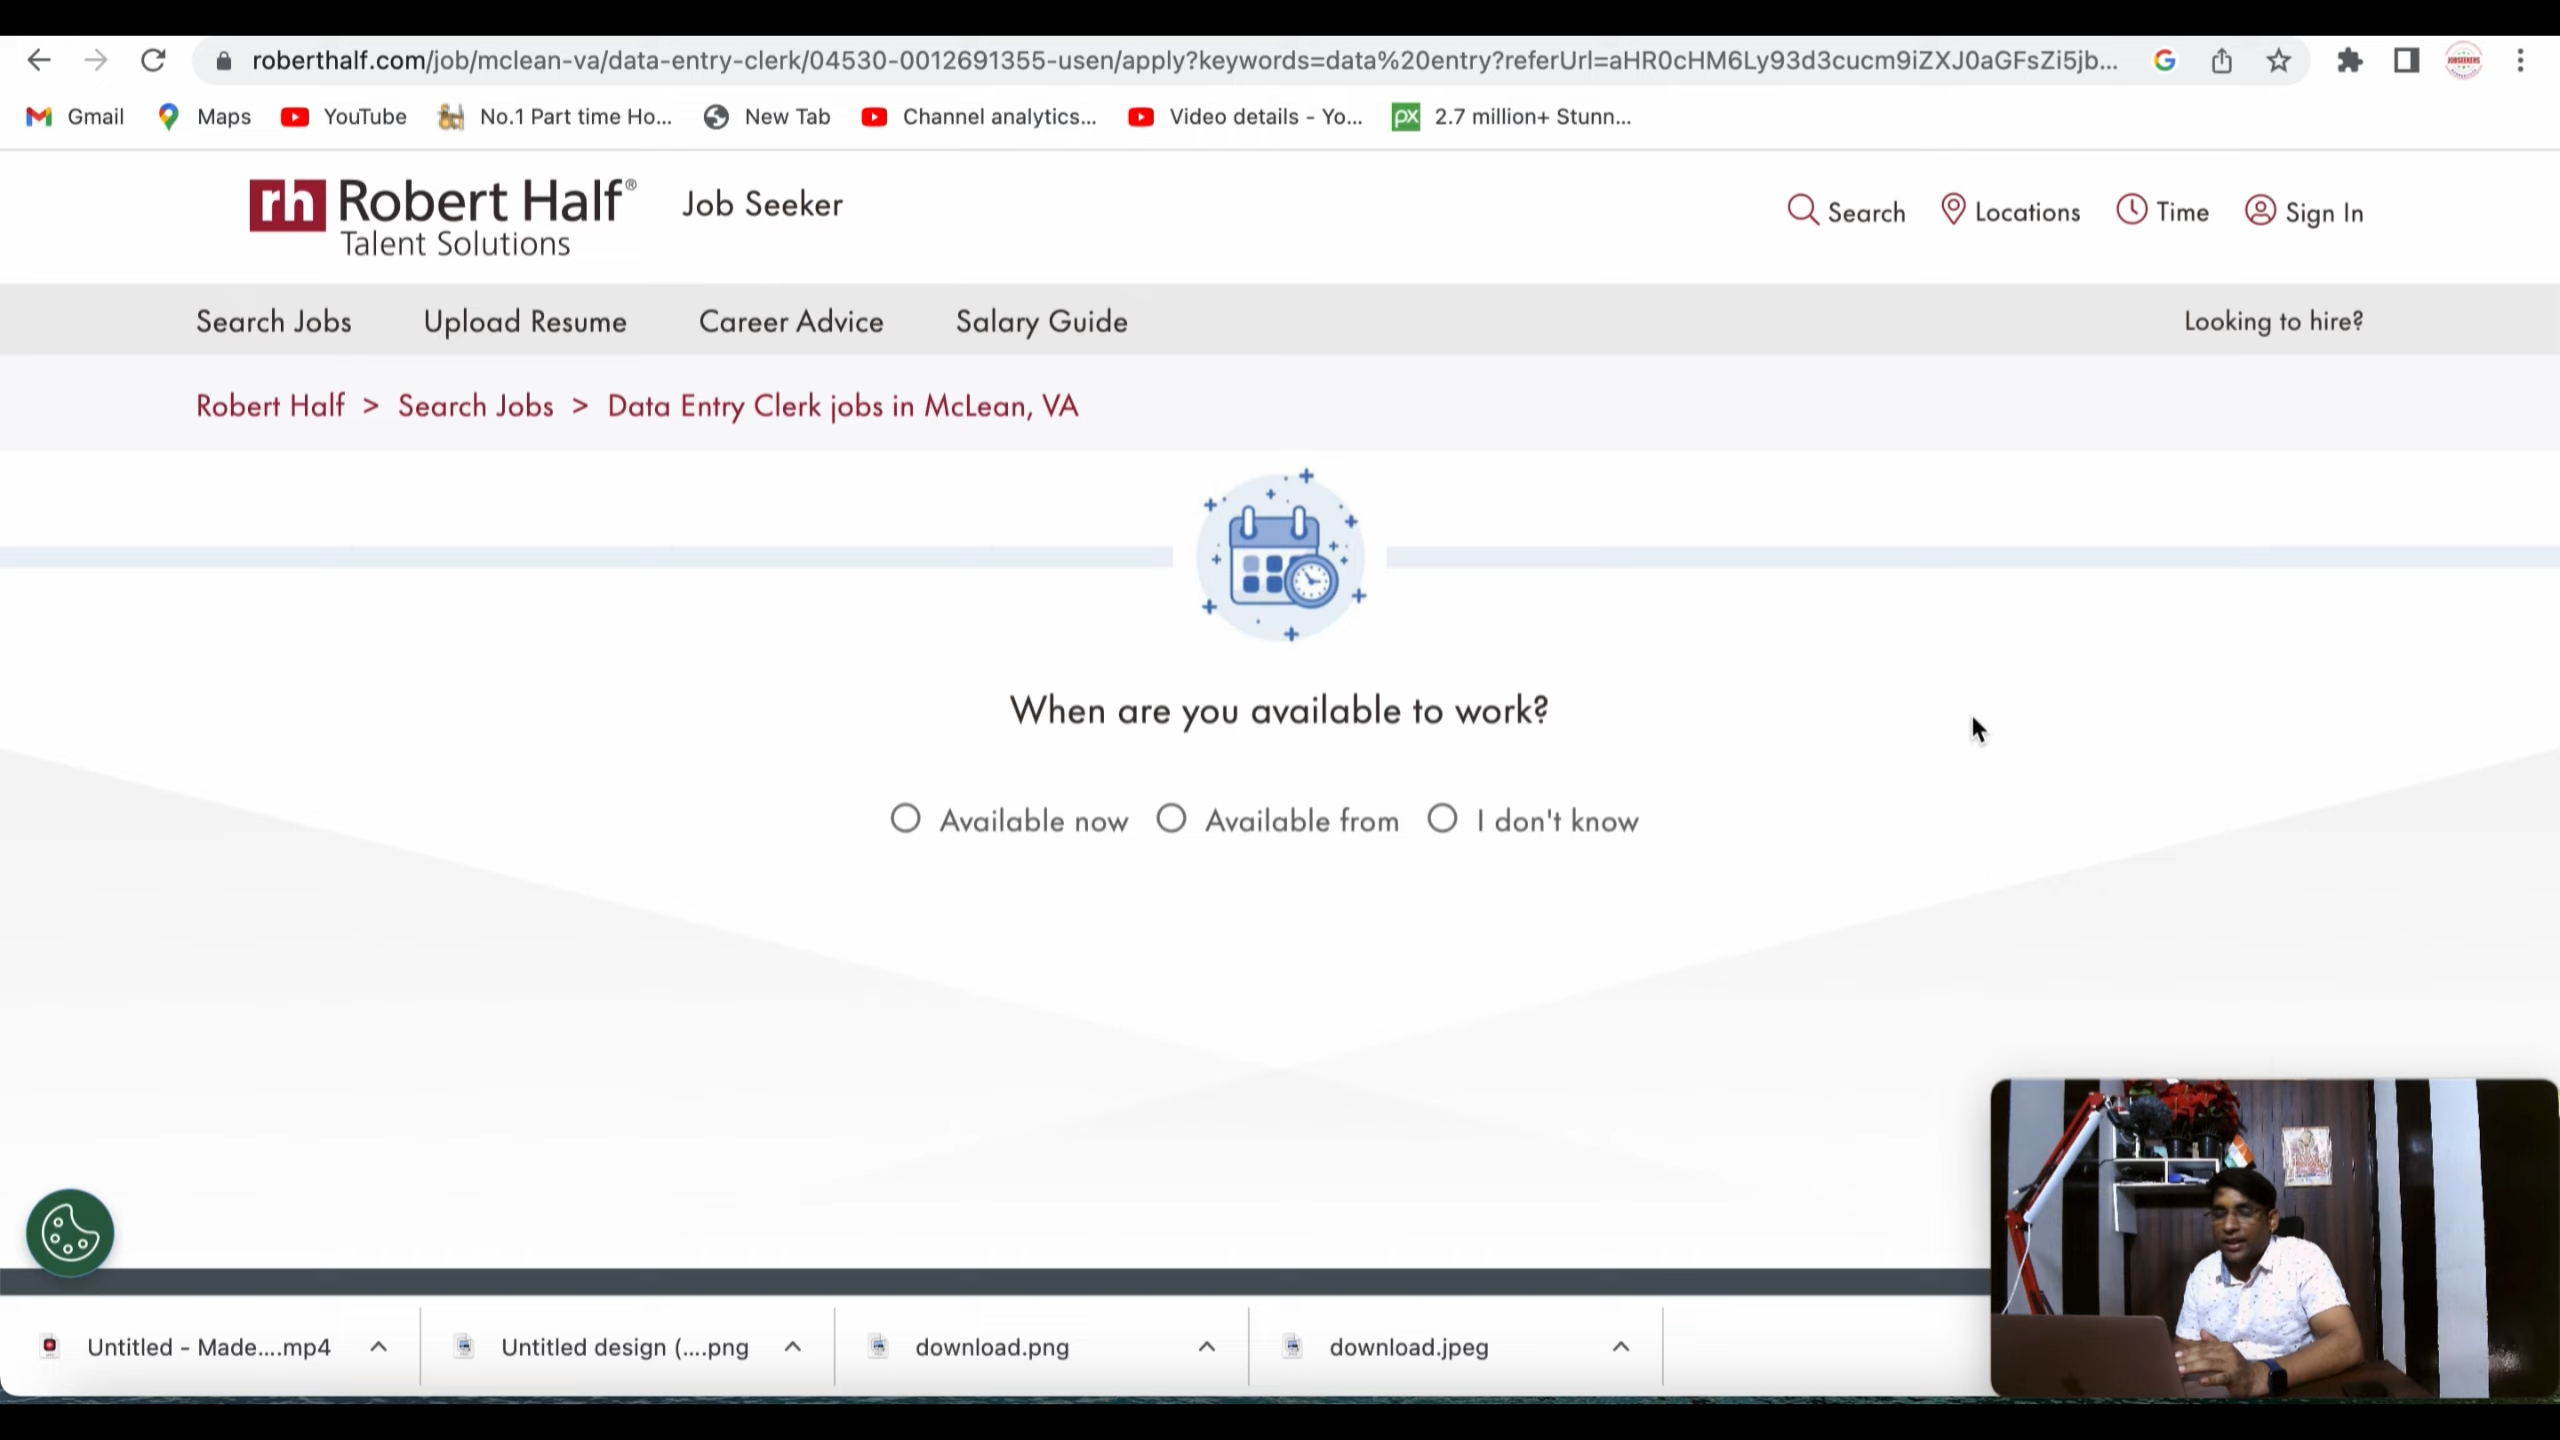 roberthalf.com/job/mclean-va/data-entry-clerk/04530-0012691355-usen/apply?keywords=data%20entry?referUrl=aHR0cHM6Ly93d3cucm9iZXJ0aGFsZi5jb...
Gmail Maps YouTube No.1 Part time Ho... New Tab Channel analytics... Video details - Yo... px 2.7 million+ Stunn...
rh Robert Half® Job Seeker
Talent Solutions
Search Locations Time Sign In
Search Jobs Upload Resume Career Advice Salary Guide Looking to hire?
Robert Half > Search Jobs > Data Entry Clerk jobs in McLean, VA
When are you available to work?
Available now Available from I don't know
Untitled - Made....mp4 Untitled design (....png download.png download.jpeg